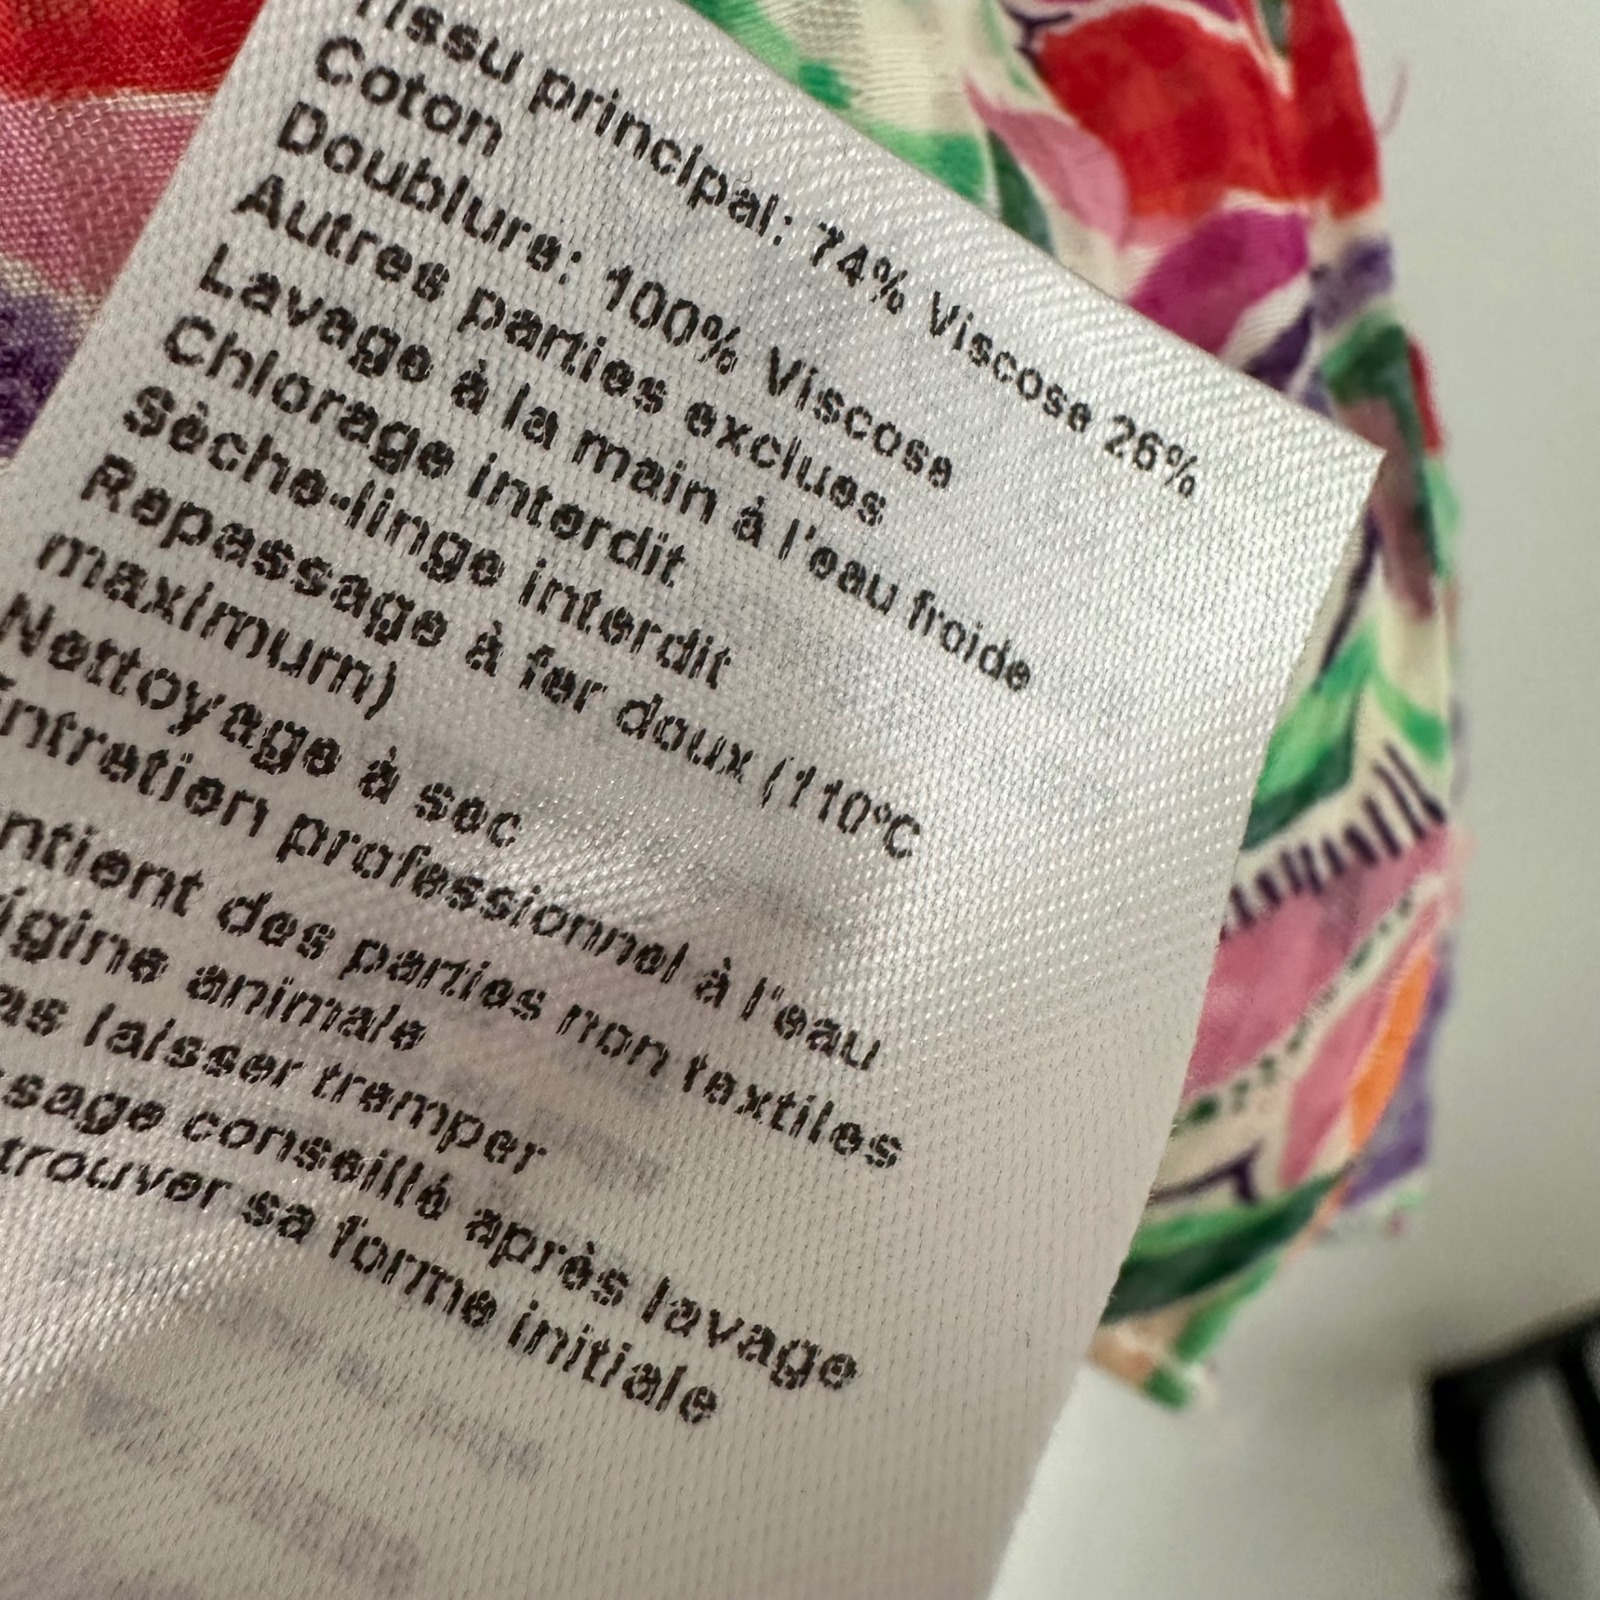 Tissu principal: 74% Viscose 26%
Coton
Doublure: 100% Viscose
Autres parties exclues
Lavage à la main à l'eau froide
Chlorage interdit
Sèche-linge interdit
Repassage à fer doux (110°C
maximum)
Nettoyage à sec
Entretien professionnel à l'eau
ntient des parties non textiles
igine animale
as laisser tremper
ssage conseillé après lavage
trouver sa forme initiale